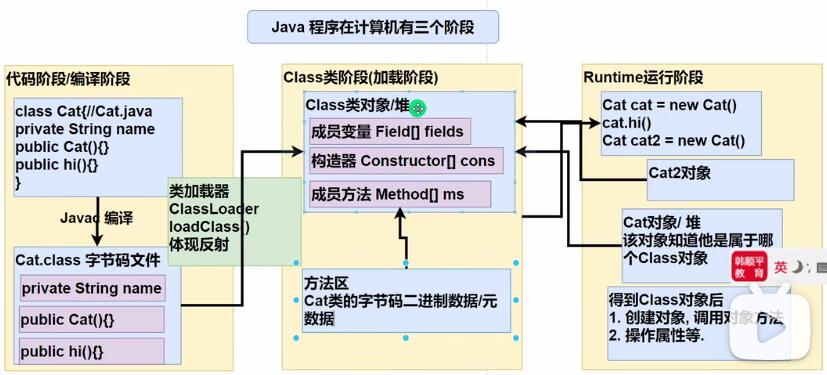 Java 程序在计算机有三个阶段
代码阶段/编译阶段
class Cat{//Cat.java
private String name
public Cat(){}
public hi(){}
}
Javac 编译
Cat.class 字节码文件
private String name
public Cat(){}
public hi(){}
类加载器
ClassLoader
loadClass()
体现反射
Class类阶段(加载阶段)
Class类对象/堆
成员变量 Field[] fields
构造器 Constructor[] cons
成员方法 Method[] ms
方法区
Cat类的字节码二进制数据/元
数据
Runtime运行阶段
Cat cat = new Cat()
cat.hi()
Cat cat2 = new Cat()
Cat2对象
Cat对象/ 堆
该对象知道他是属于哪
个Class对象
得到Class对象后
1. 创建对象, 调用对象方法
2. 操作属性等.
韩顺平
教育
英